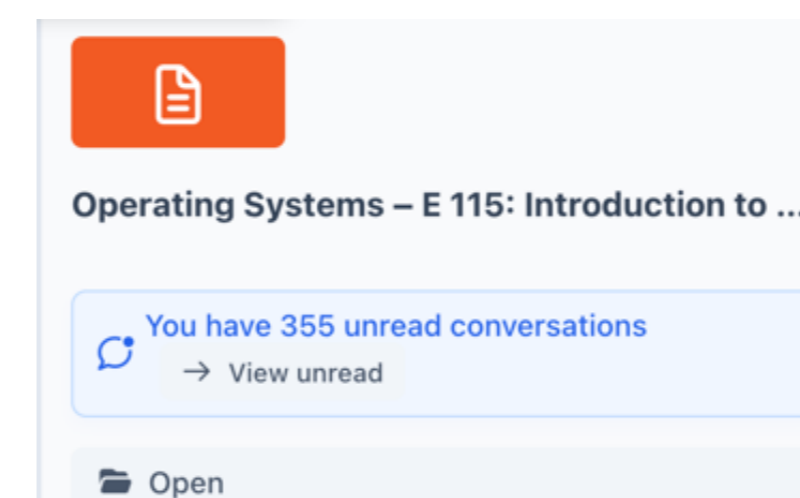 Operating Systems – E 115: Introduction to ...
You have 355 unread conversations
→ View unread
Open